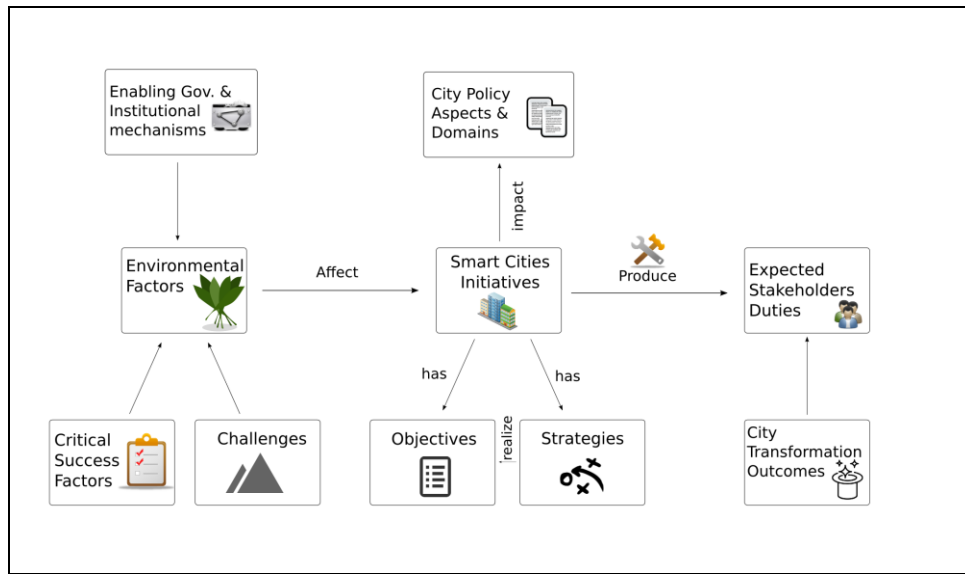 Enabling Gov. &
Institutional
mechanisms
City Policy
Aspects &
Domains
impact
Environmental
Factors
Affect
Smart Cities
Initiatives
Produce
Expected
Stakeholders
Duties
has
has
Critical
Success
Factors
Challenges
Objectives
realize
Strategies
City
Transformation
Outcomes